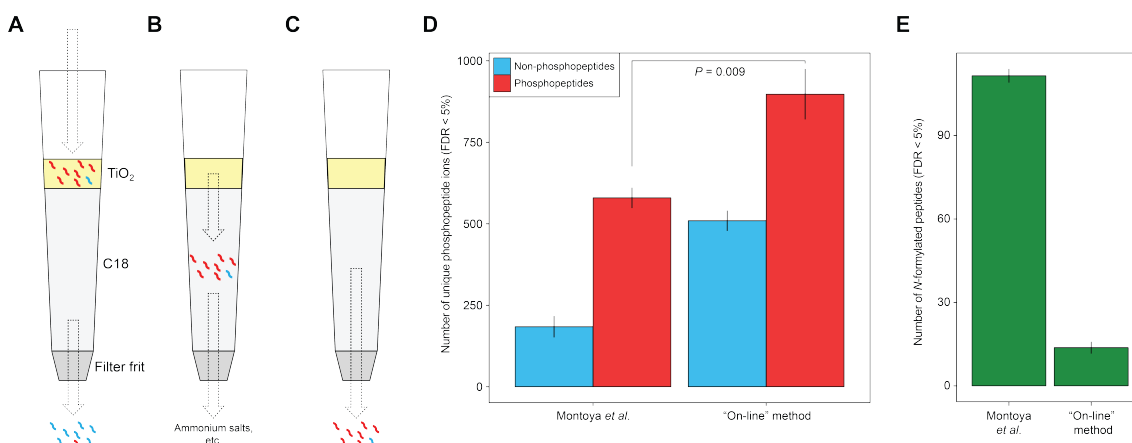 A
B
C
D
E
TiO2
C18
Filter frit
Ammonium salts,
etc
Number of unique phosphopeptide ions (FDR < 5%)
1000
750
500
250
0
Non-phosphopeptides
Phosphopeptides
P = 0.009
Montoya et al.
“On-line” method
Number of N-formylated peptides (FDR < 5%)
90
60
30
0
Montoya
et al.
“On-line”
method